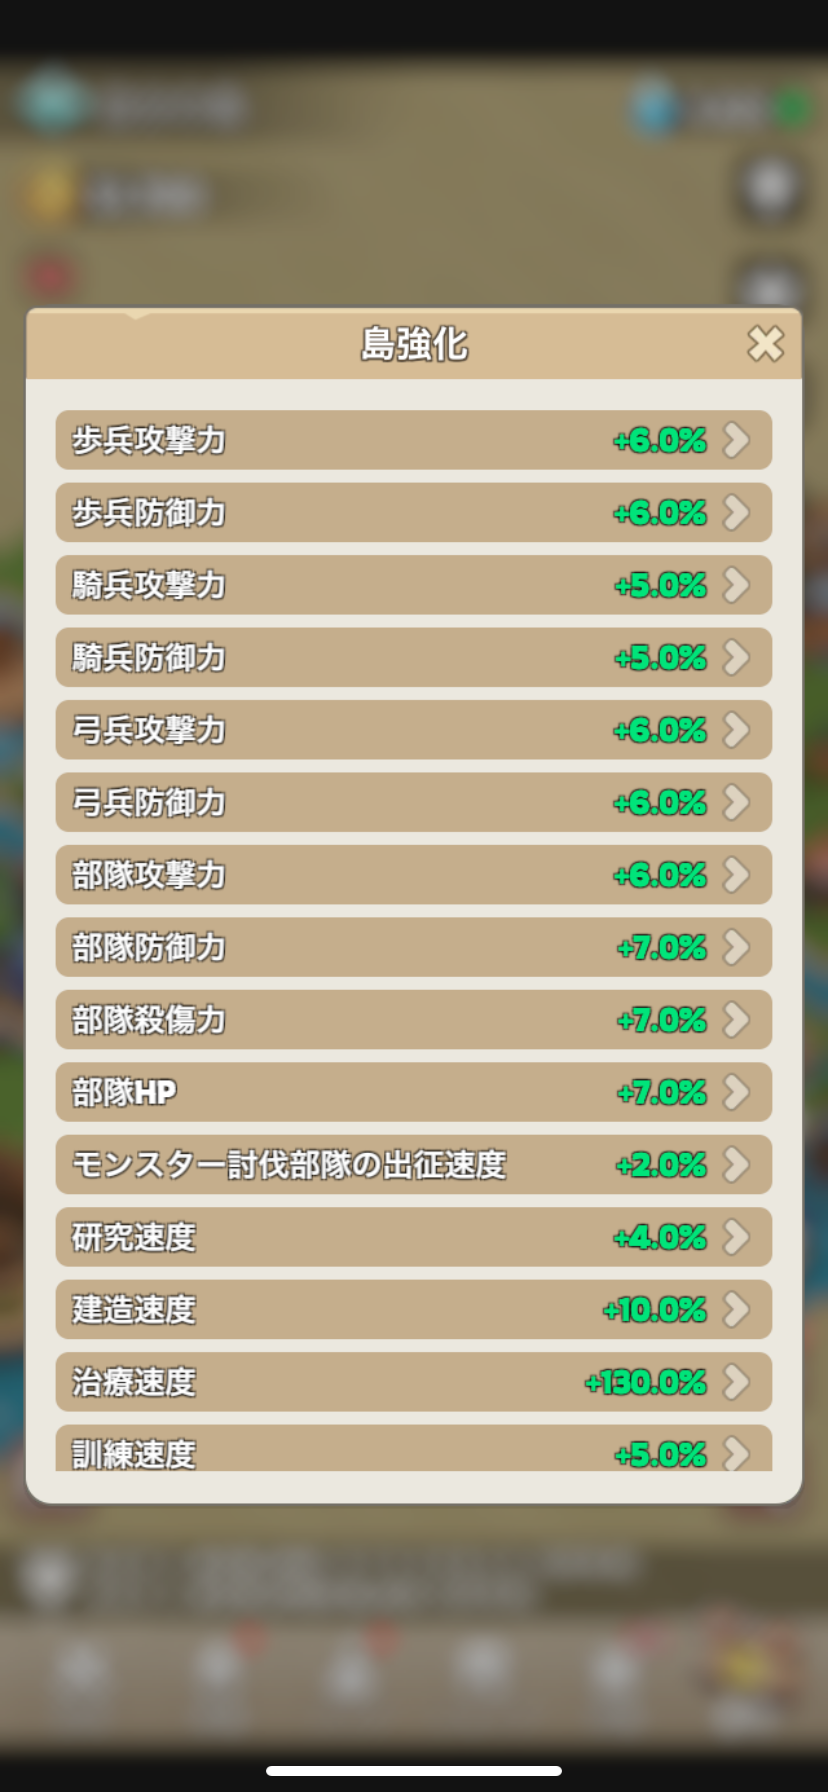 島強化
歩兵攻撃力 +6.0%
歩兵防御力 +6.0%
騎兵攻撃力 +5.0%
騎兵防御力 +5.0%
弓兵攻撃力 +6.0%
弓兵防御力 +6.0%
部隊攻撃力 +6.0%
部隊防御力 +7.0%
部隊殺傷力 +7.0%
部隊HP +7.0%
モンスター討伐部隊の出征速度 +2.0%
研究速度 +4.0%
建造速度 +10.0%
治療速度 +130.0%
訓練速度 +5.0%